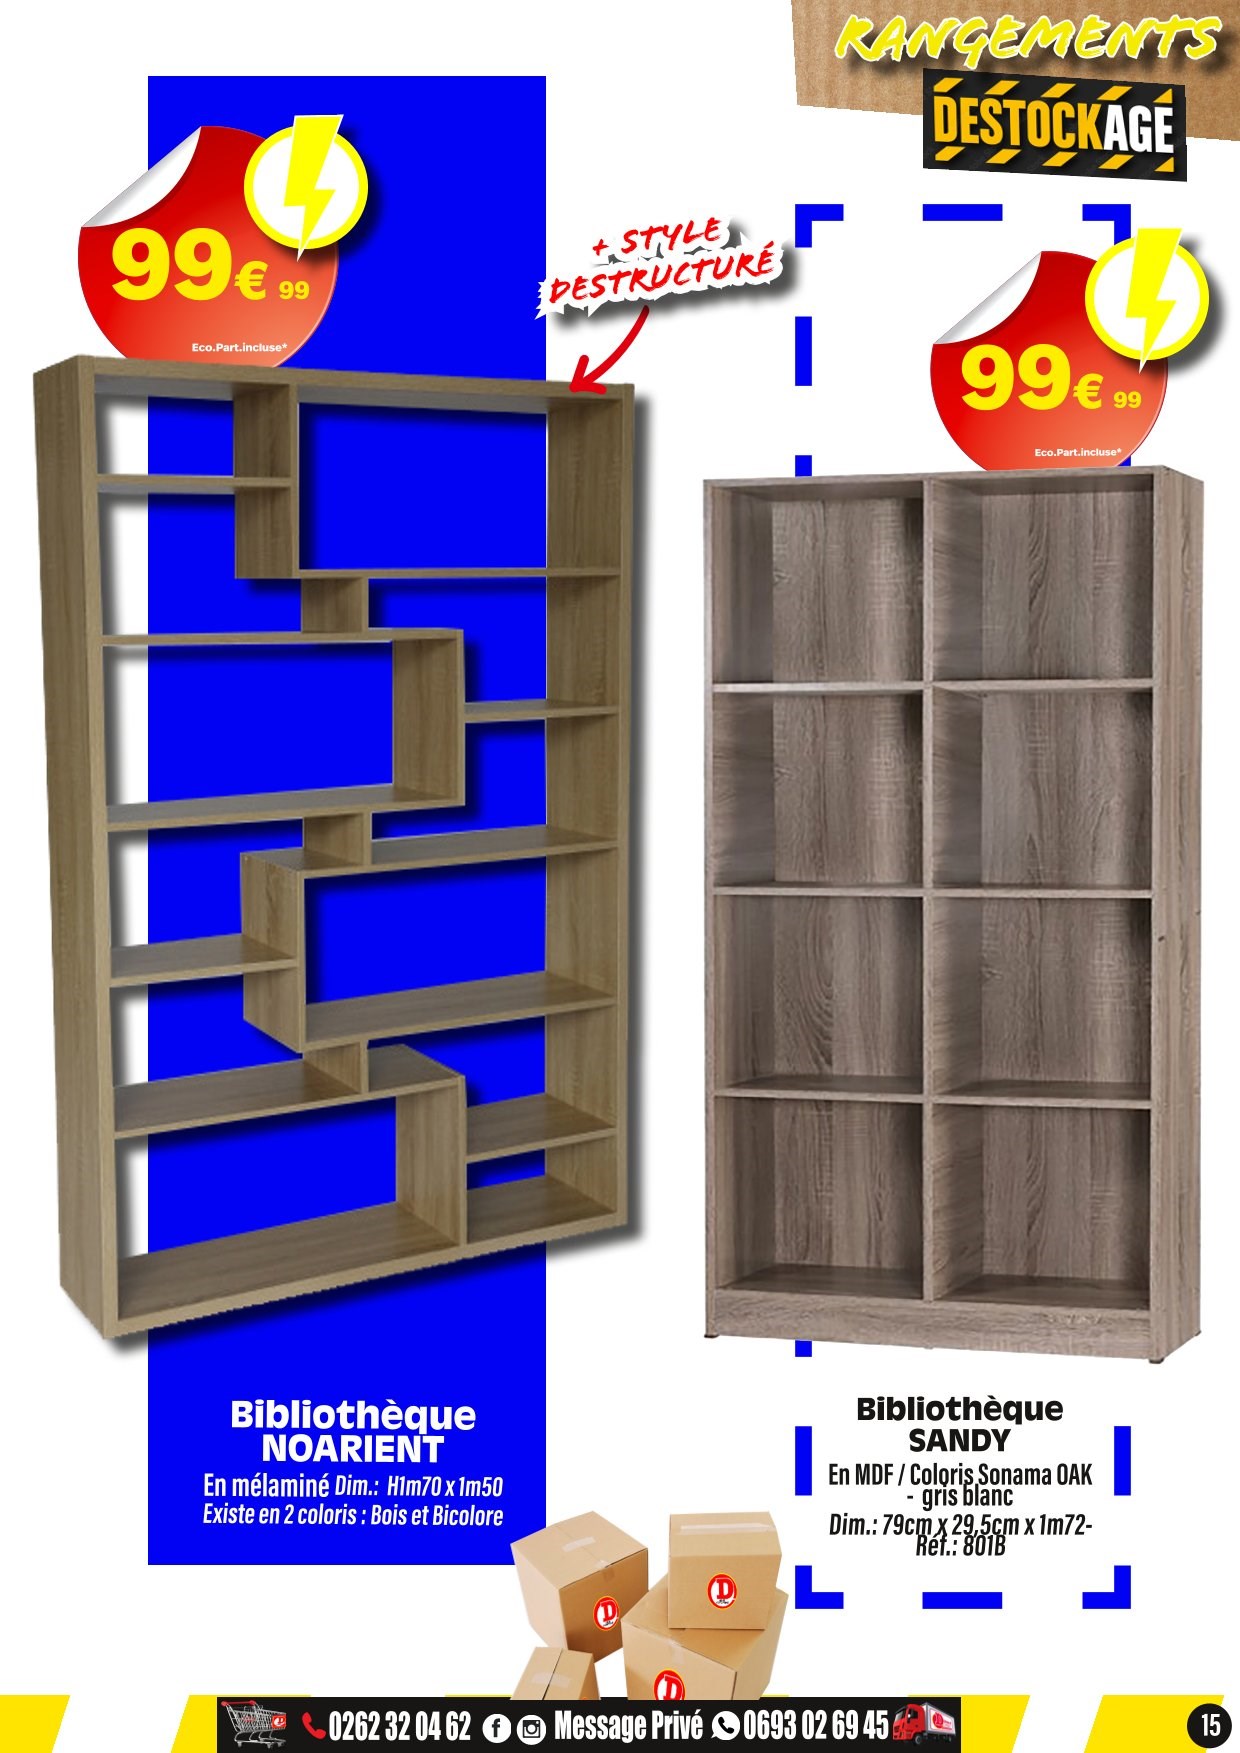 RANGEMENTS
DESTOCKAGE
99€ 99
Eco.Part.incluse*
+ STYLE
DESTRUCTURÉ
99€ 99
Eco.Part.incluse*
Bibliothèque
NOARIENT
En mélaminé Dim.: H1m70 x 1m50
Existe en 2 coloris : Bois et Bicolore
Bibliothèque
SANDY
En MDF / Coloris Sonama OAK
- gris blanc
Dim.: 79cm x 29,5cm x 1m72-
Réf.: 801B
D
D
D
0262 32 04 62 Message Privé 0693 02 69 45
15